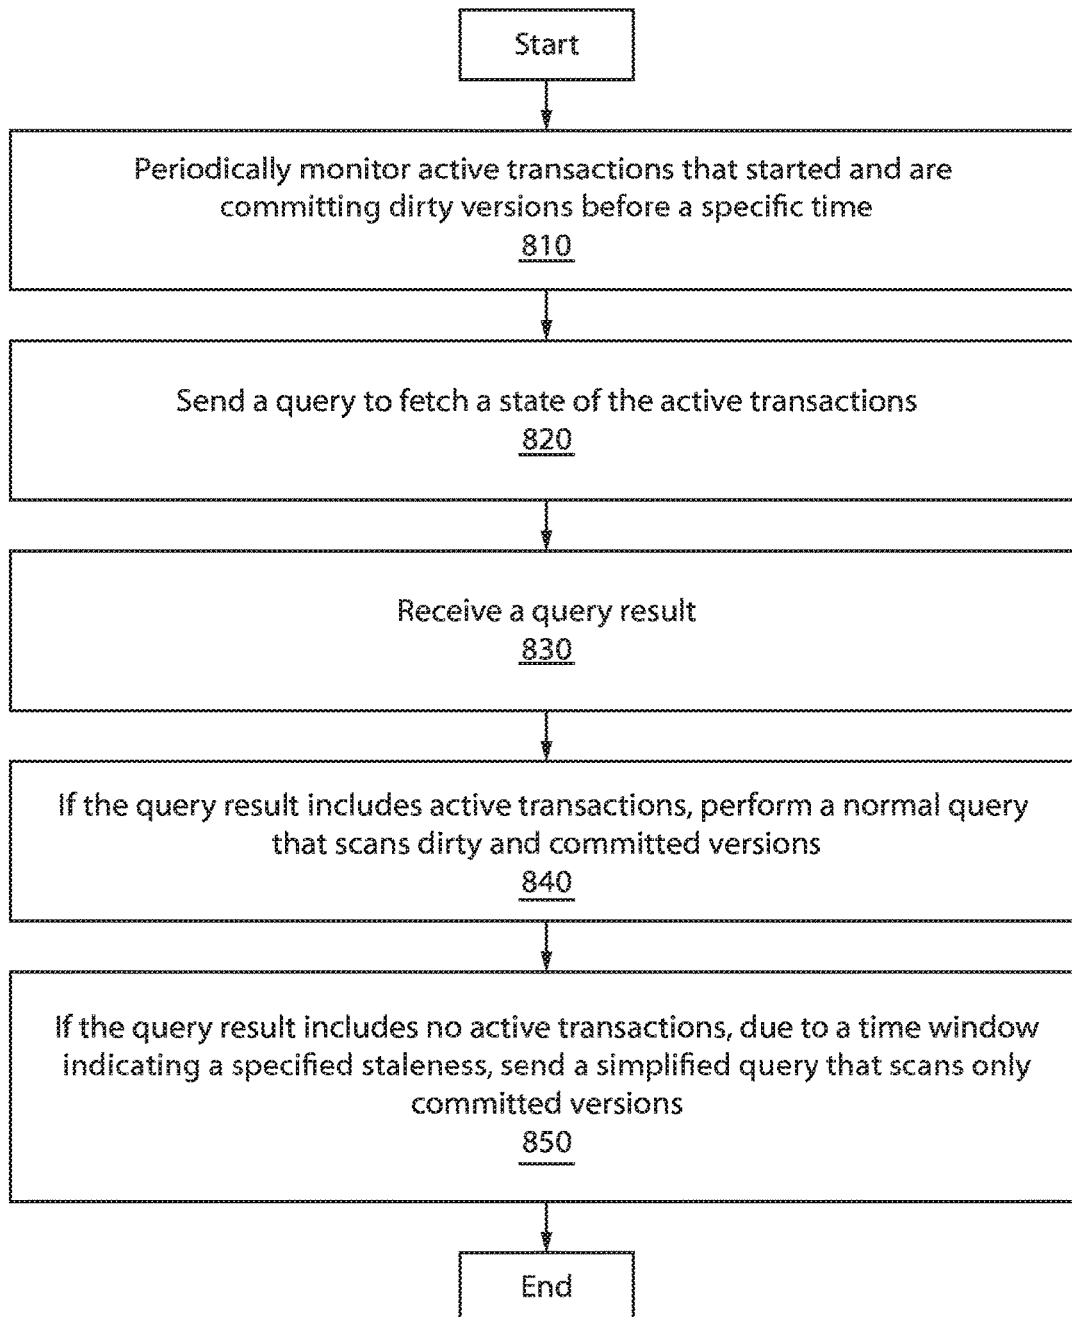 Start
Periodically monitor active transactions that started and are
committing dirty versions before a specific time
810
Send a query to fetch a state of the active transactions
820
Receive a query result
830
If the query result includes active transactions, perform a normal query
that scans dirty and committed versions
840
If the query result includes no active transactions, due to a time window
indicating a specified staleness, send a simplified query that scans only
committed versions
850
End